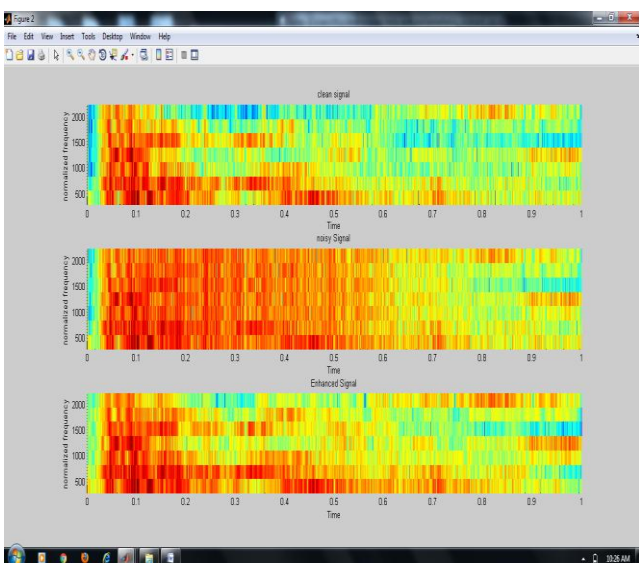 Figure 2
File Edit View Insert Tools Desktop Window Help
clean signal
normalized frequency
2000
1500
1000
500
0 0.1 0.2 0.3 0.4 0.5 0.6 0.7 0.8 0.9 1
Time
noisy Signal
normalized frequency
2000
1500
1000
500
0 0.1 0.2 0.3 0.4 0.5 0.6 0.7 0.8 0.9 1
Time
Enhanced Signal
normalized frequency
2000
1500
1000
500
0 0.1 0.2 0.3 0.4 0.5 0.6 0.7 0.8 0.9 1
Time
10:26 AM